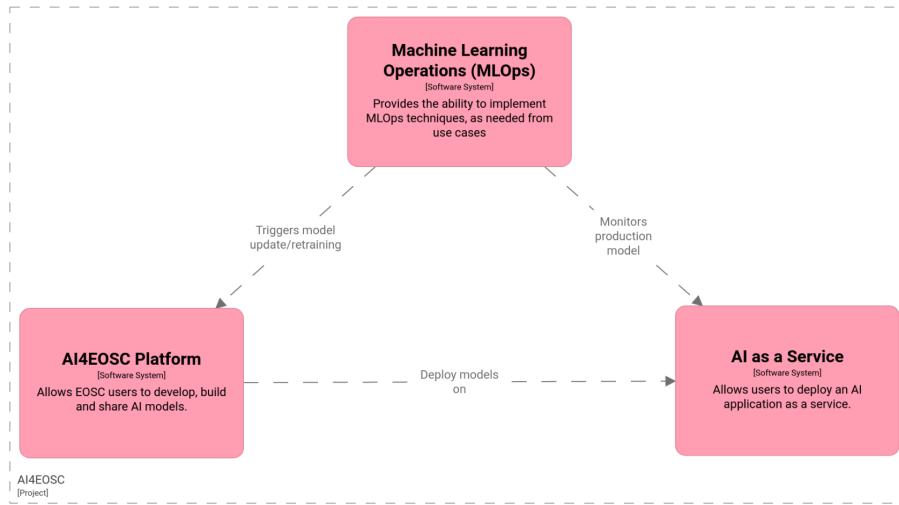 Machine Learning
Operations (MLOps)
[Software System]
Provides the ability to implement
MLOps techniques, as needed from
use cases
Triggers model
update/retraining
Monitors
production
model
AI4EOSC Platform
[Software System]
Allows EOSC users to develop, build
and share AI models.
Deploy models
on
AI as a Service
[Software System]
Allows users to deploy an AI
application as a service.
AI4EOSC
[Project]